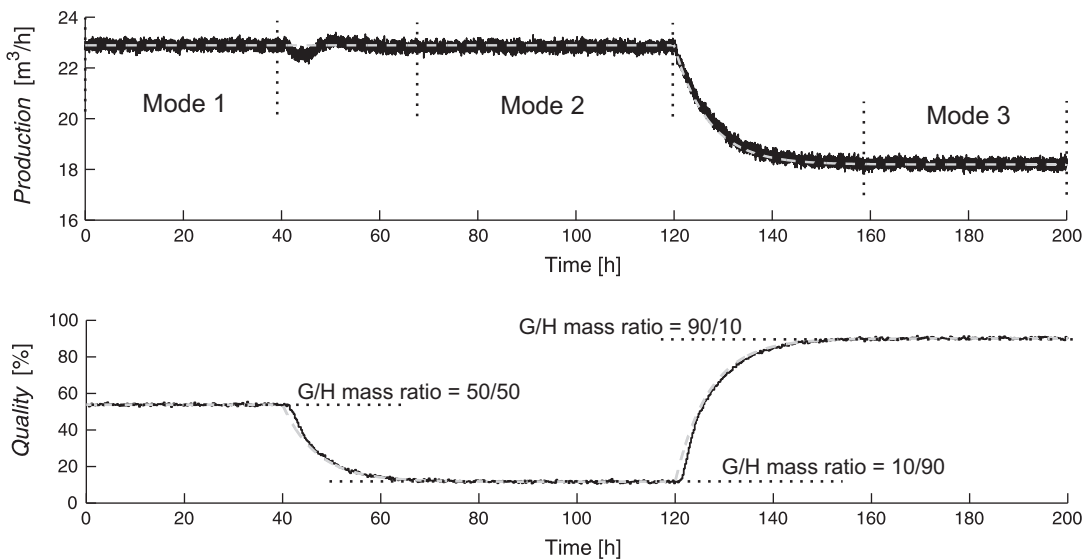 24
22
20
18
16
Production [m³/h]
Mode 1
Mode 2
Mode 3
0 20 40 60 80 100 120 140 160 180 200
Time [h]
100
80
60
40
20
0
Quality [%]
G/H mass ratio = 90/10
G/H mass ratio = 50/50
G/H mass ratio = 10/90
0 20 40 60 80 100 120 140 160 180 200
Time [h]